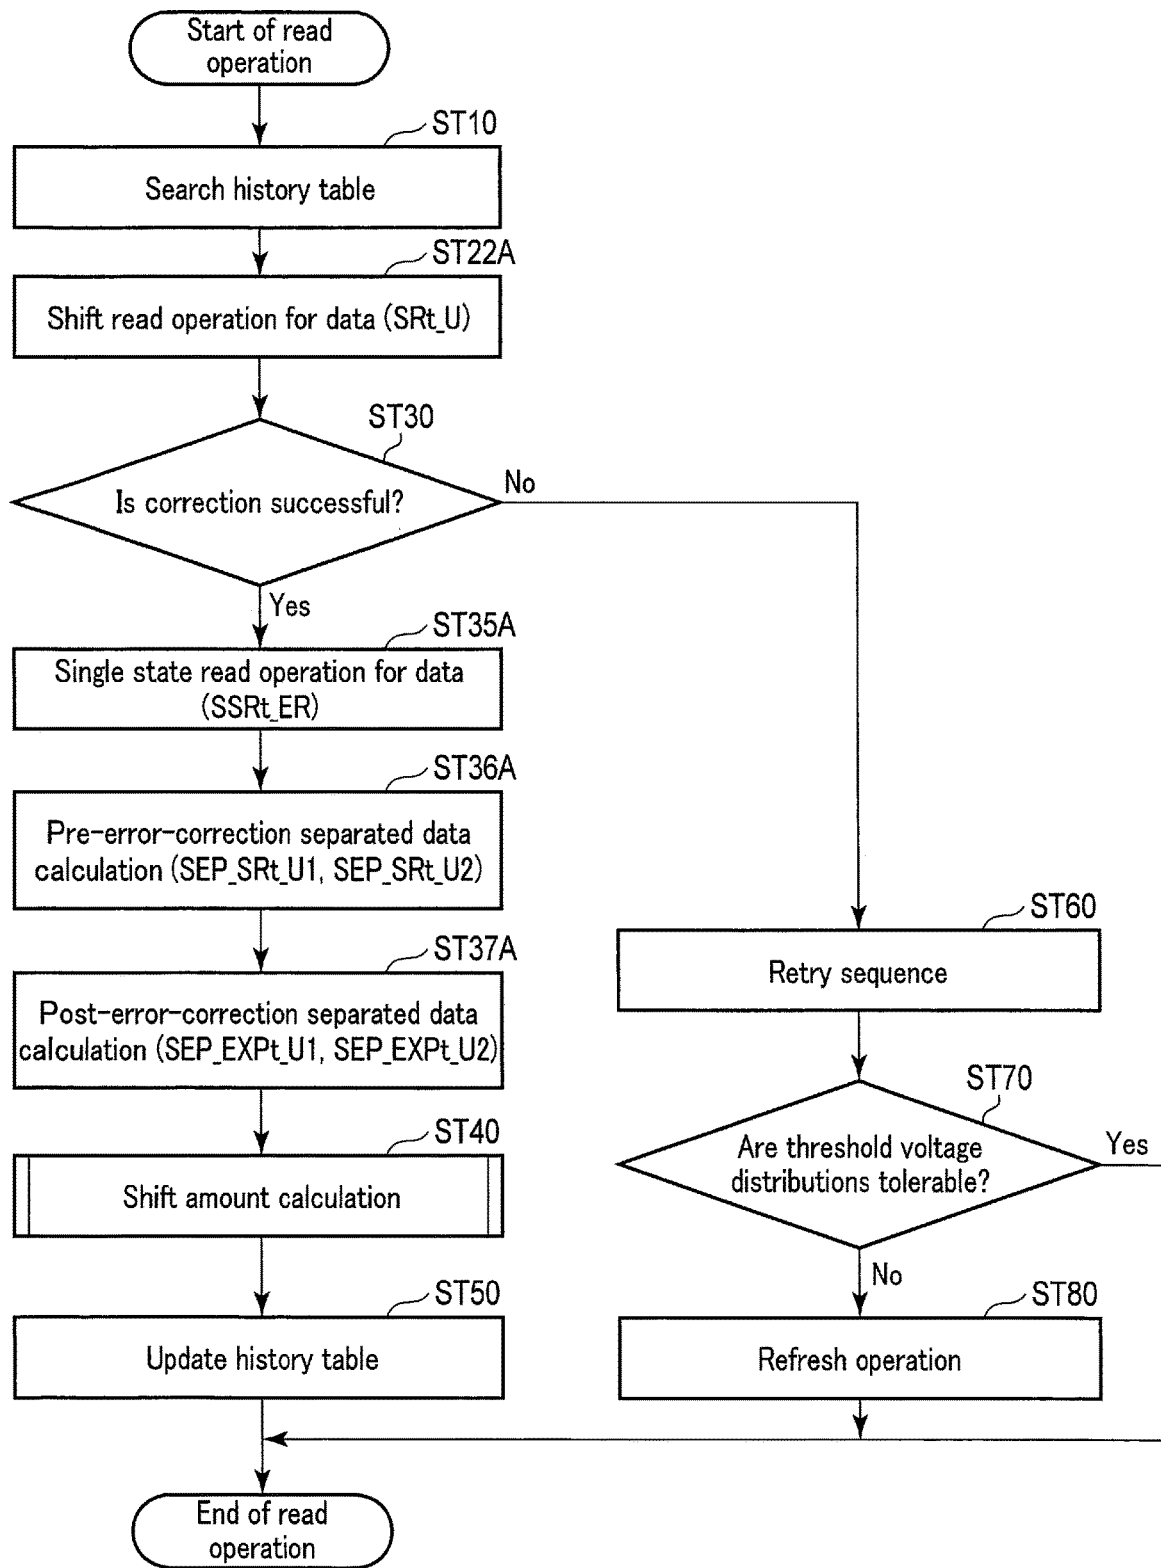 Start of read
operation
ST10
Search history table
ST22A
Shift read operation for data (SRt_U)
ST30
Is correction successful?
No
Yes
ST35A
Single state read operation for data
(SSRt_ER)
ST36A
Pre-error-correction separated data
calculation (SEP_SRt_U1, SEP_SRt_U2)
ST37A
Post-error-correction separated data
calculation (SEP_EXPt_U1, SEP_EXPt_U2)
ST40
Shift amount calculation
ST50
Update history table
ST60
Retry sequence
ST70
Are threshold voltage
distributions tolerable?
Yes
No
ST80
Refresh operation
End of read
operation